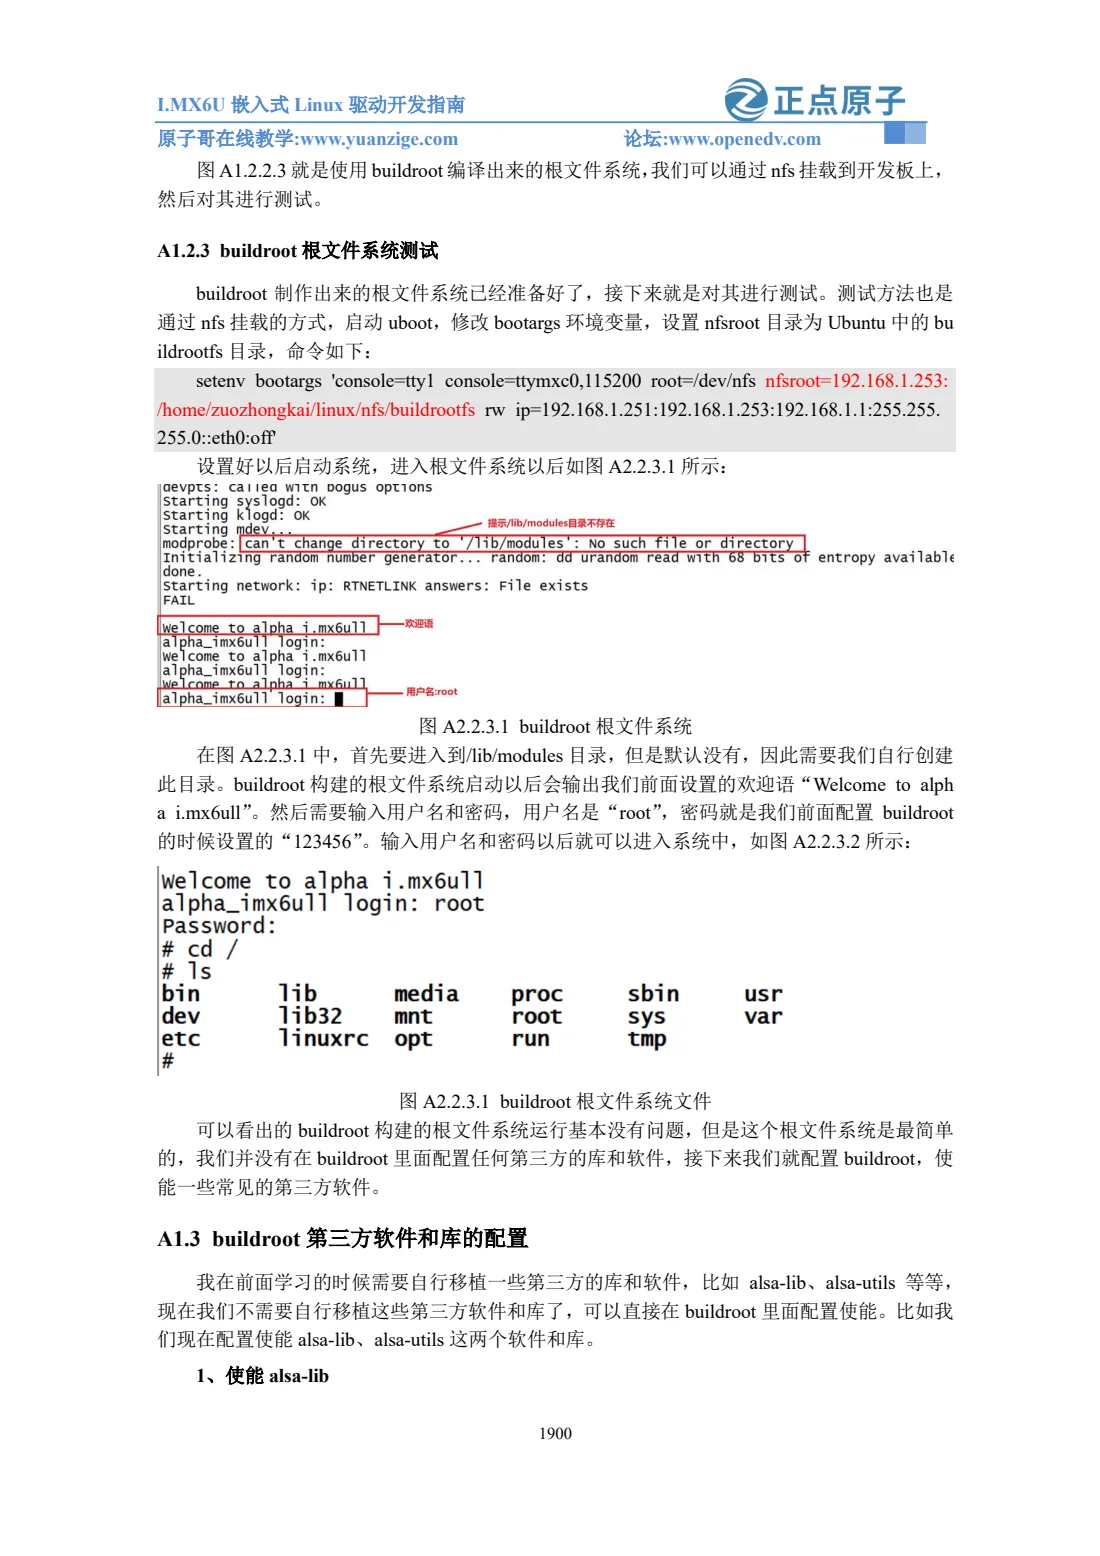 I.MX6U 嵌入式 Linux 驱动开发指南
正点原子
原子哥在线教学:www.yuanzige.com 论坛:www.openedv.com
图 A1.2.2.3 就是使用 buildroot 编译出来的根文件系统，我们可以通过 nfs 挂载到开发板上，
然后对其进行测试。
A1.2.3 buildroot 根文件系统测试
buildroot 制作出来的根文件系统已经准备好了，接下来就是对其进行测试。测试方法也是
通过 nfs 挂载的方式，启动 uboot，修改 bootargs 环境变量，设置 nfsroot 目录为 Ubuntu 中的 bu
ildrootfs 目录，命令如下：
setenv bootargs 'console=tty1 console=ttymxc0,115200 root=/dev/nfs nfsroot=192.168.1.253:
/home/zuozhongkai/linux/nfs/buildrootfs rw ip=192.168.1.251:192.168.1.253:192.168.1.1:255.255.
255.0::eth0:off'
设置好以后启动系统，进入根文件系统以后如图 A2.2.3.1 所示：
devpts: called with bogus options
Starting syslogd: OK
Starting klogd: OK
Starting mdev...
提示/lib/modules目录不存在
modprobe: can't change directory to '/lib/modules': No such file or directory
Initializing random number generator... random: dd urandom read with 68 bits of entropy available
done.
Starting network: ip: RTNETLINK answers: File exists
FAIL
Welcome to alpha i.mx6ull 欢迎语
alpha_imx6ull login:
Welcome to alpha i.mx6ull
alpha_imx6ull login:
Welcome to alpha i.mx6ull
alpha_imx6ull login: 用户名:root
图 A2.2.3.1 buildroot 根文件系统
在图 A2.2.3.1 中，首先要进入到/lib/modules 目录，但是默认没有，因此需要我们自行创建
此目录。buildroot 构建的根文件系统启动以后会输出我们前面设置的欢迎语“Welcome to alph
a i.mx6ull”。然后需要输入用户名和密码，用户名是“root”，密码就是我们前面配置 buildroot
的时候设置的“123456”。输入用户名和密码以后就可以进入系统中，如图 A2.2.3.2 所示：
Welcome to alpha i.mx6ull
alpha_imx6ull login: root
Password:
# cd /
# ls
bin lib media proc sbin usr
dev lib32 mnt root sys var
etc linuxrc opt run tmp
#
图 A2.2.3.1 buildroot 根文件系统文件
可以看出的 buildroot 构建的根文件系统运行基本没有问题，但是这个根文件系统是最简单
的，我们并没有在 buildroot 里面配置任何第三方的库和软件，接下来我们就配置 buildroot，使
能一些常见的第三方软件。
A1.3 buildroot 第三方软件和库的配置
我在前面学习的时候需要自行移植一些第三方的库和软件，比如 alsa-lib、alsa-utils 等等，
现在我们不需要自行移植这些第三方软件和库了，可以直接在 buildroot 里面配置使能。比如我
们现在配置使能 alsa-lib、alsa-utils 这两个软件和库。
1、使能 alsa-lib
1900